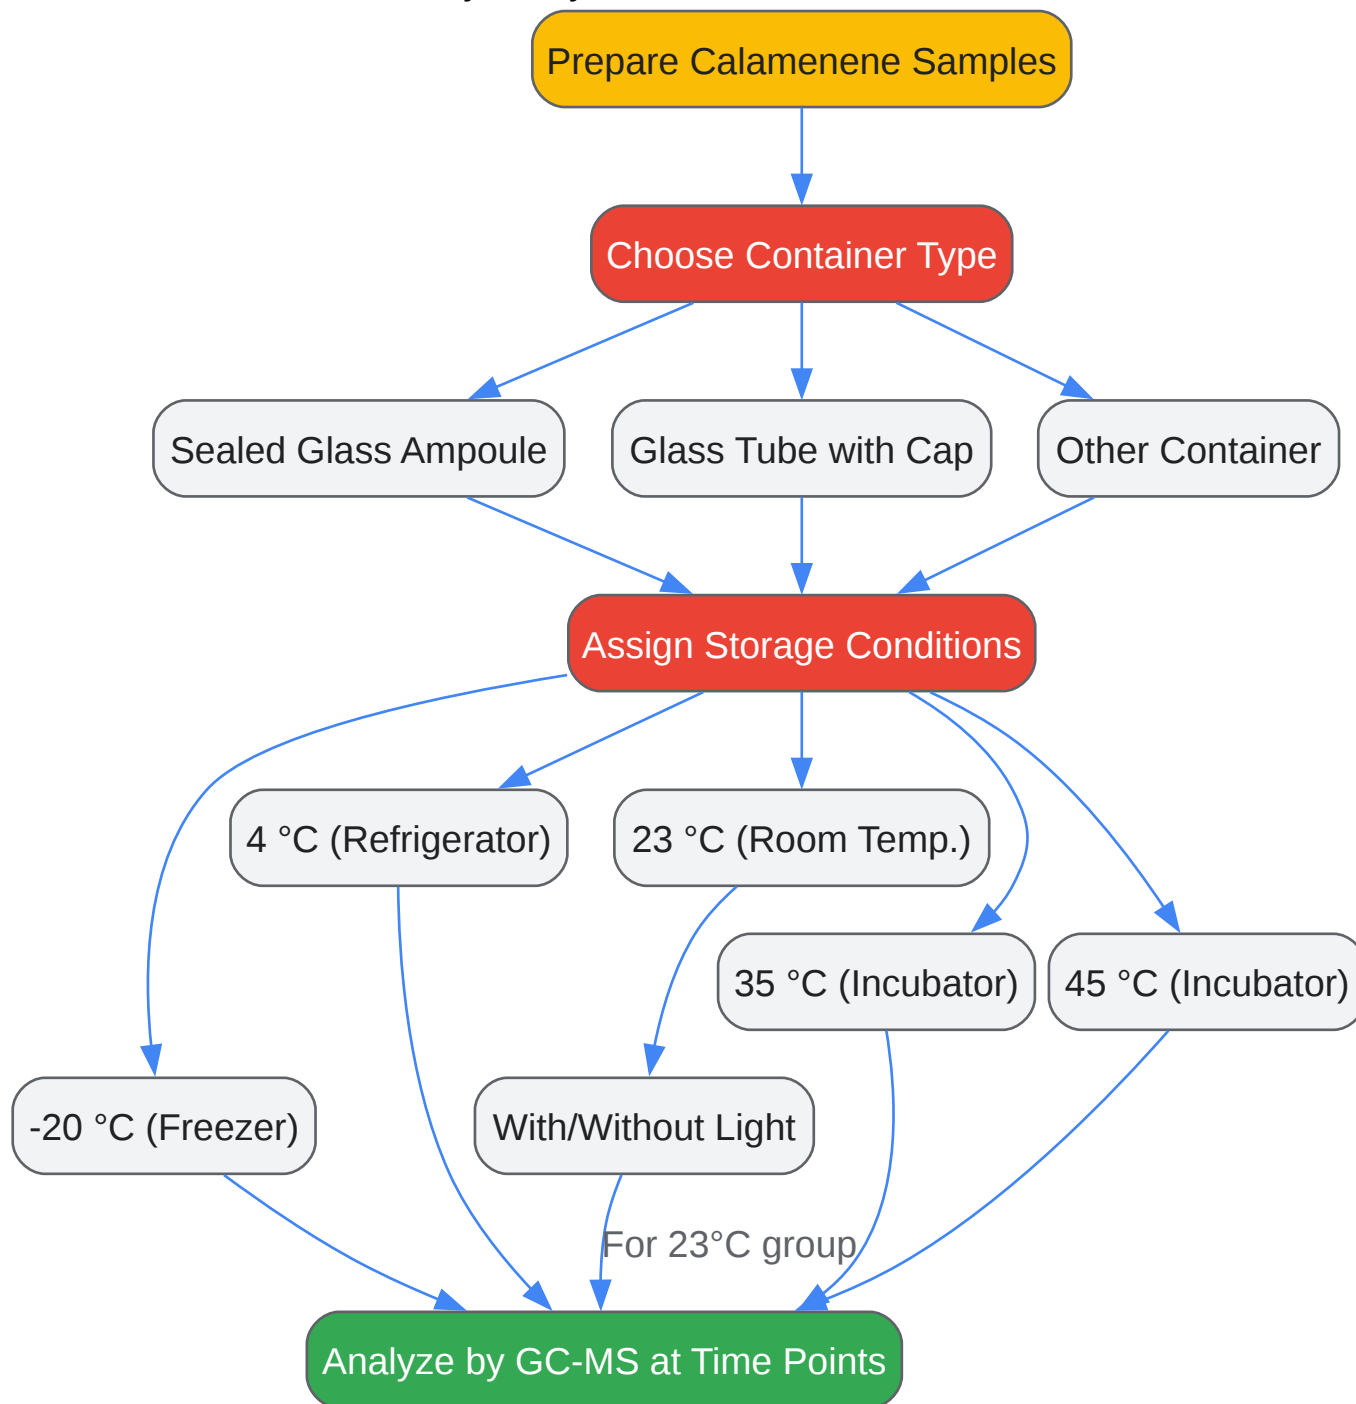 Prepare Calamenene Samples
Choose Container Type
Sealed Glass Ampoule
Glass Tube with Cap
Other Container
Assign Storage Conditions
4 °C (Refrigerator)
23 °C (Room Temp.)
35 °C (Incubator)
45 °C (Incubator)
-20 °C (Freezer)
With/Without Light
For 23°C group
Analyze by GC-MS at Time Points